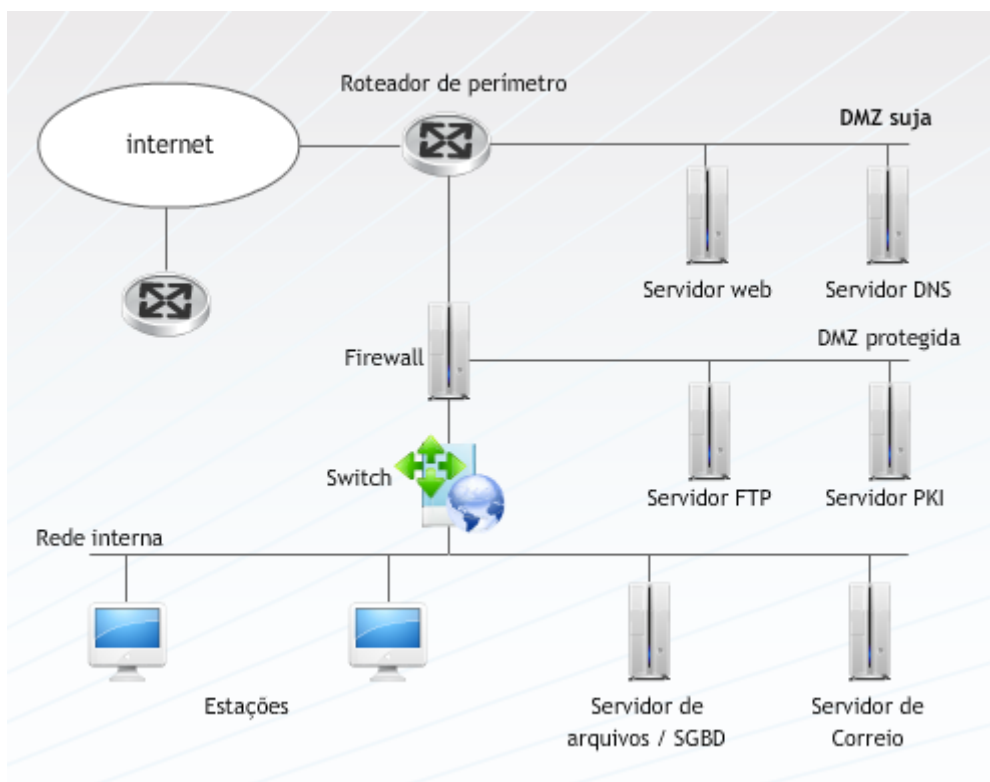 Roteador de perímetro
DMZ suja
internet
Servidor web
Servidor DNS
DMZ protegida
Firewall
Switch
Servidor FTP
Servidor PKI
Rede interna
Estações
Servidor de
arquivos / SGBD
Servidor de
Correio